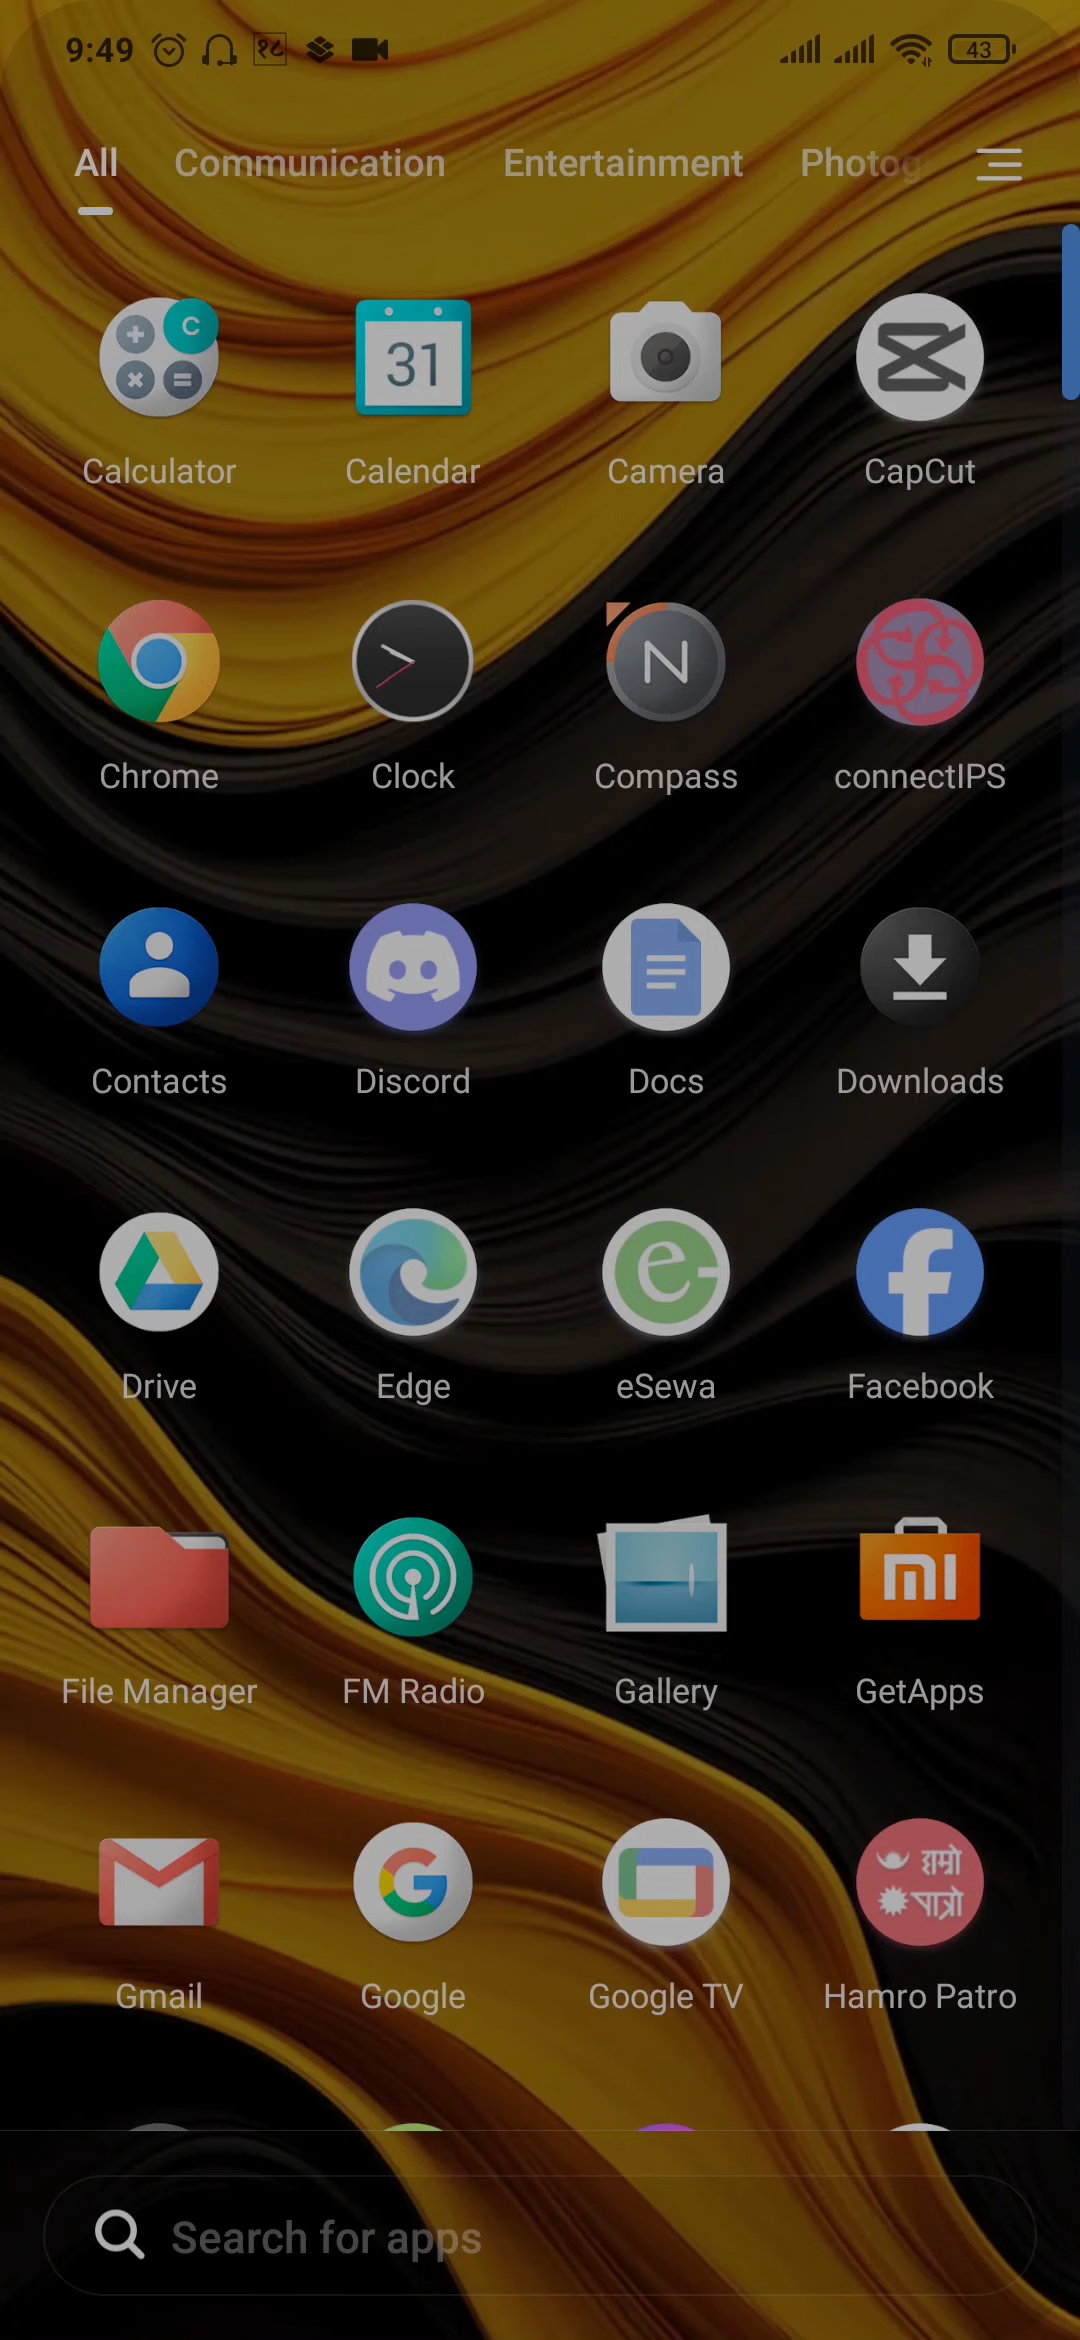 9:49 १८ 43
All Communication Entertainment Photog
C
31
Calculator Calendar Camera CapCut
N
Chrome Clock Compass connectIPS
Contacts Discord Docs Downloads
Drive Edge eSewa Facebook
File Manager FM Radio Gallery GetApps
हाम्रो
पात्रो
Gmail Google Google TV Hamro Patro
Search for apps